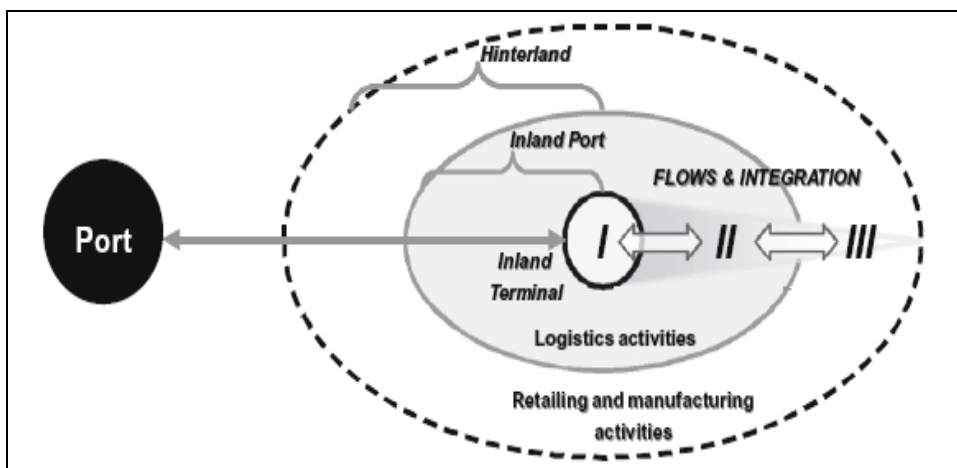 Hinterland
Inland Port
FLOWS & INTEGRATION
Port
I
II
III
Inland
Terminal
Logistics activities
Retailing and manufacturing
activities